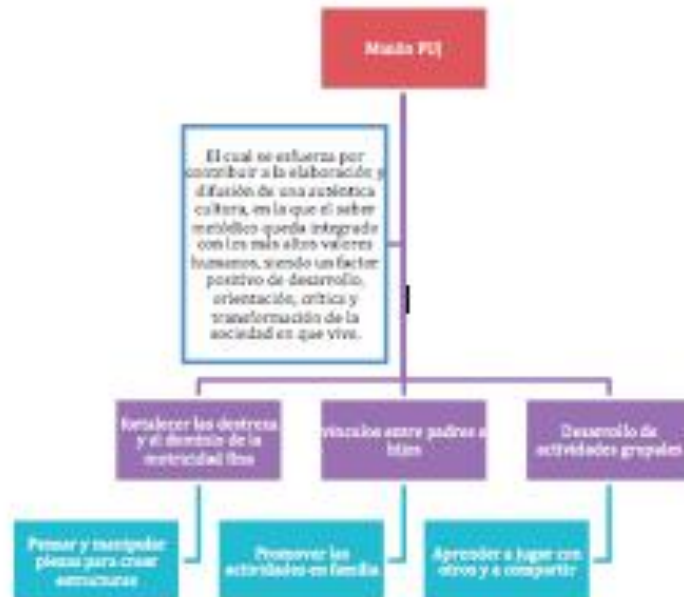 Misión PUJ
El cual se esfuerza por
contribuir a la elaboración y
difusión de una auténtica
cultura, en la que el saber
metódico queda integrado
con los más altos valores
humanos, siendo un factor
positivo de desarrollo,
orientación, crítica y
transformación de la
sociedad en que vive.
Fortalecer las destreza
y el dominio de la
motricidad fina
vinculos entre padres e
hijos
Desarrollo de
actividades grupales
Pensar y manipular
piezas para crear
estructuras
Promover las
actividades en familia
Aprender a jugar con
otros y a compartir